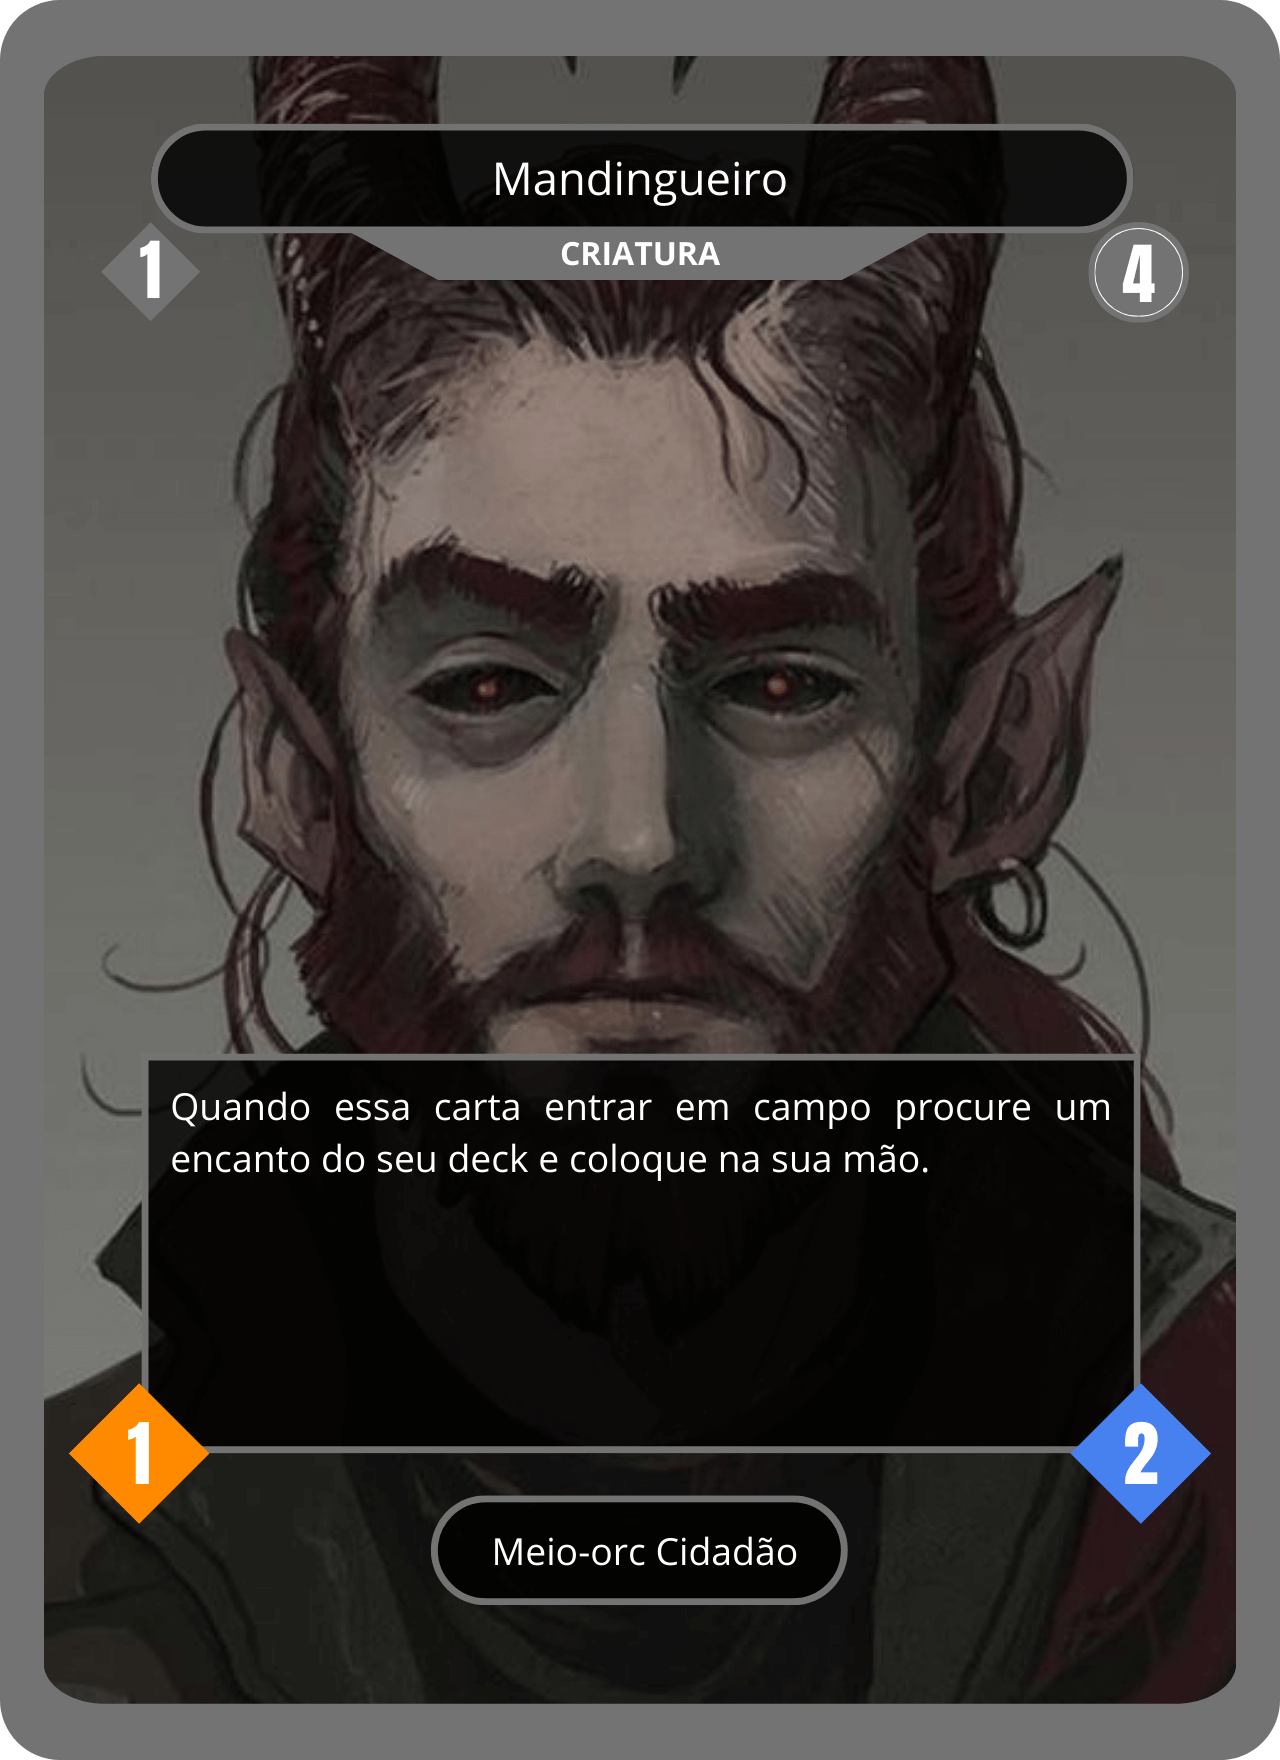 Mandingueiro
CRIATURA
1
4
Quando essa carta entrar em campo procure um
encanto do seu deck e coloque na sua mão.
1
2
Meio-orc Cidadão